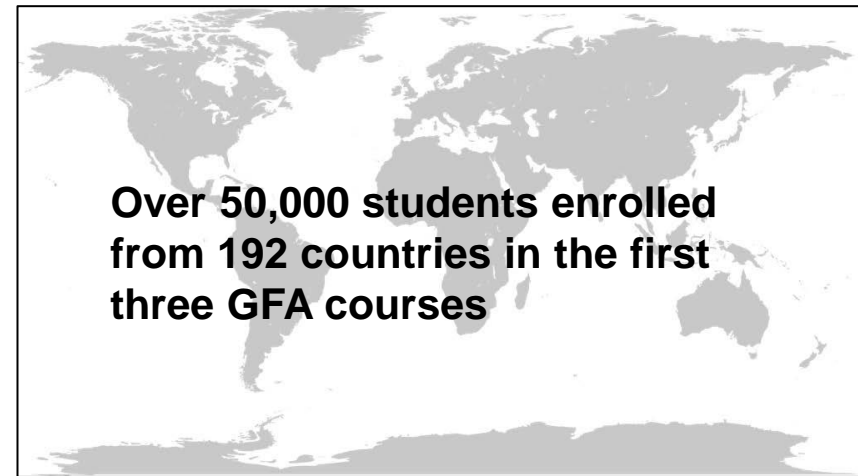 Over 50,000 students enrolled
from 192 countries in the first
three GFA courses